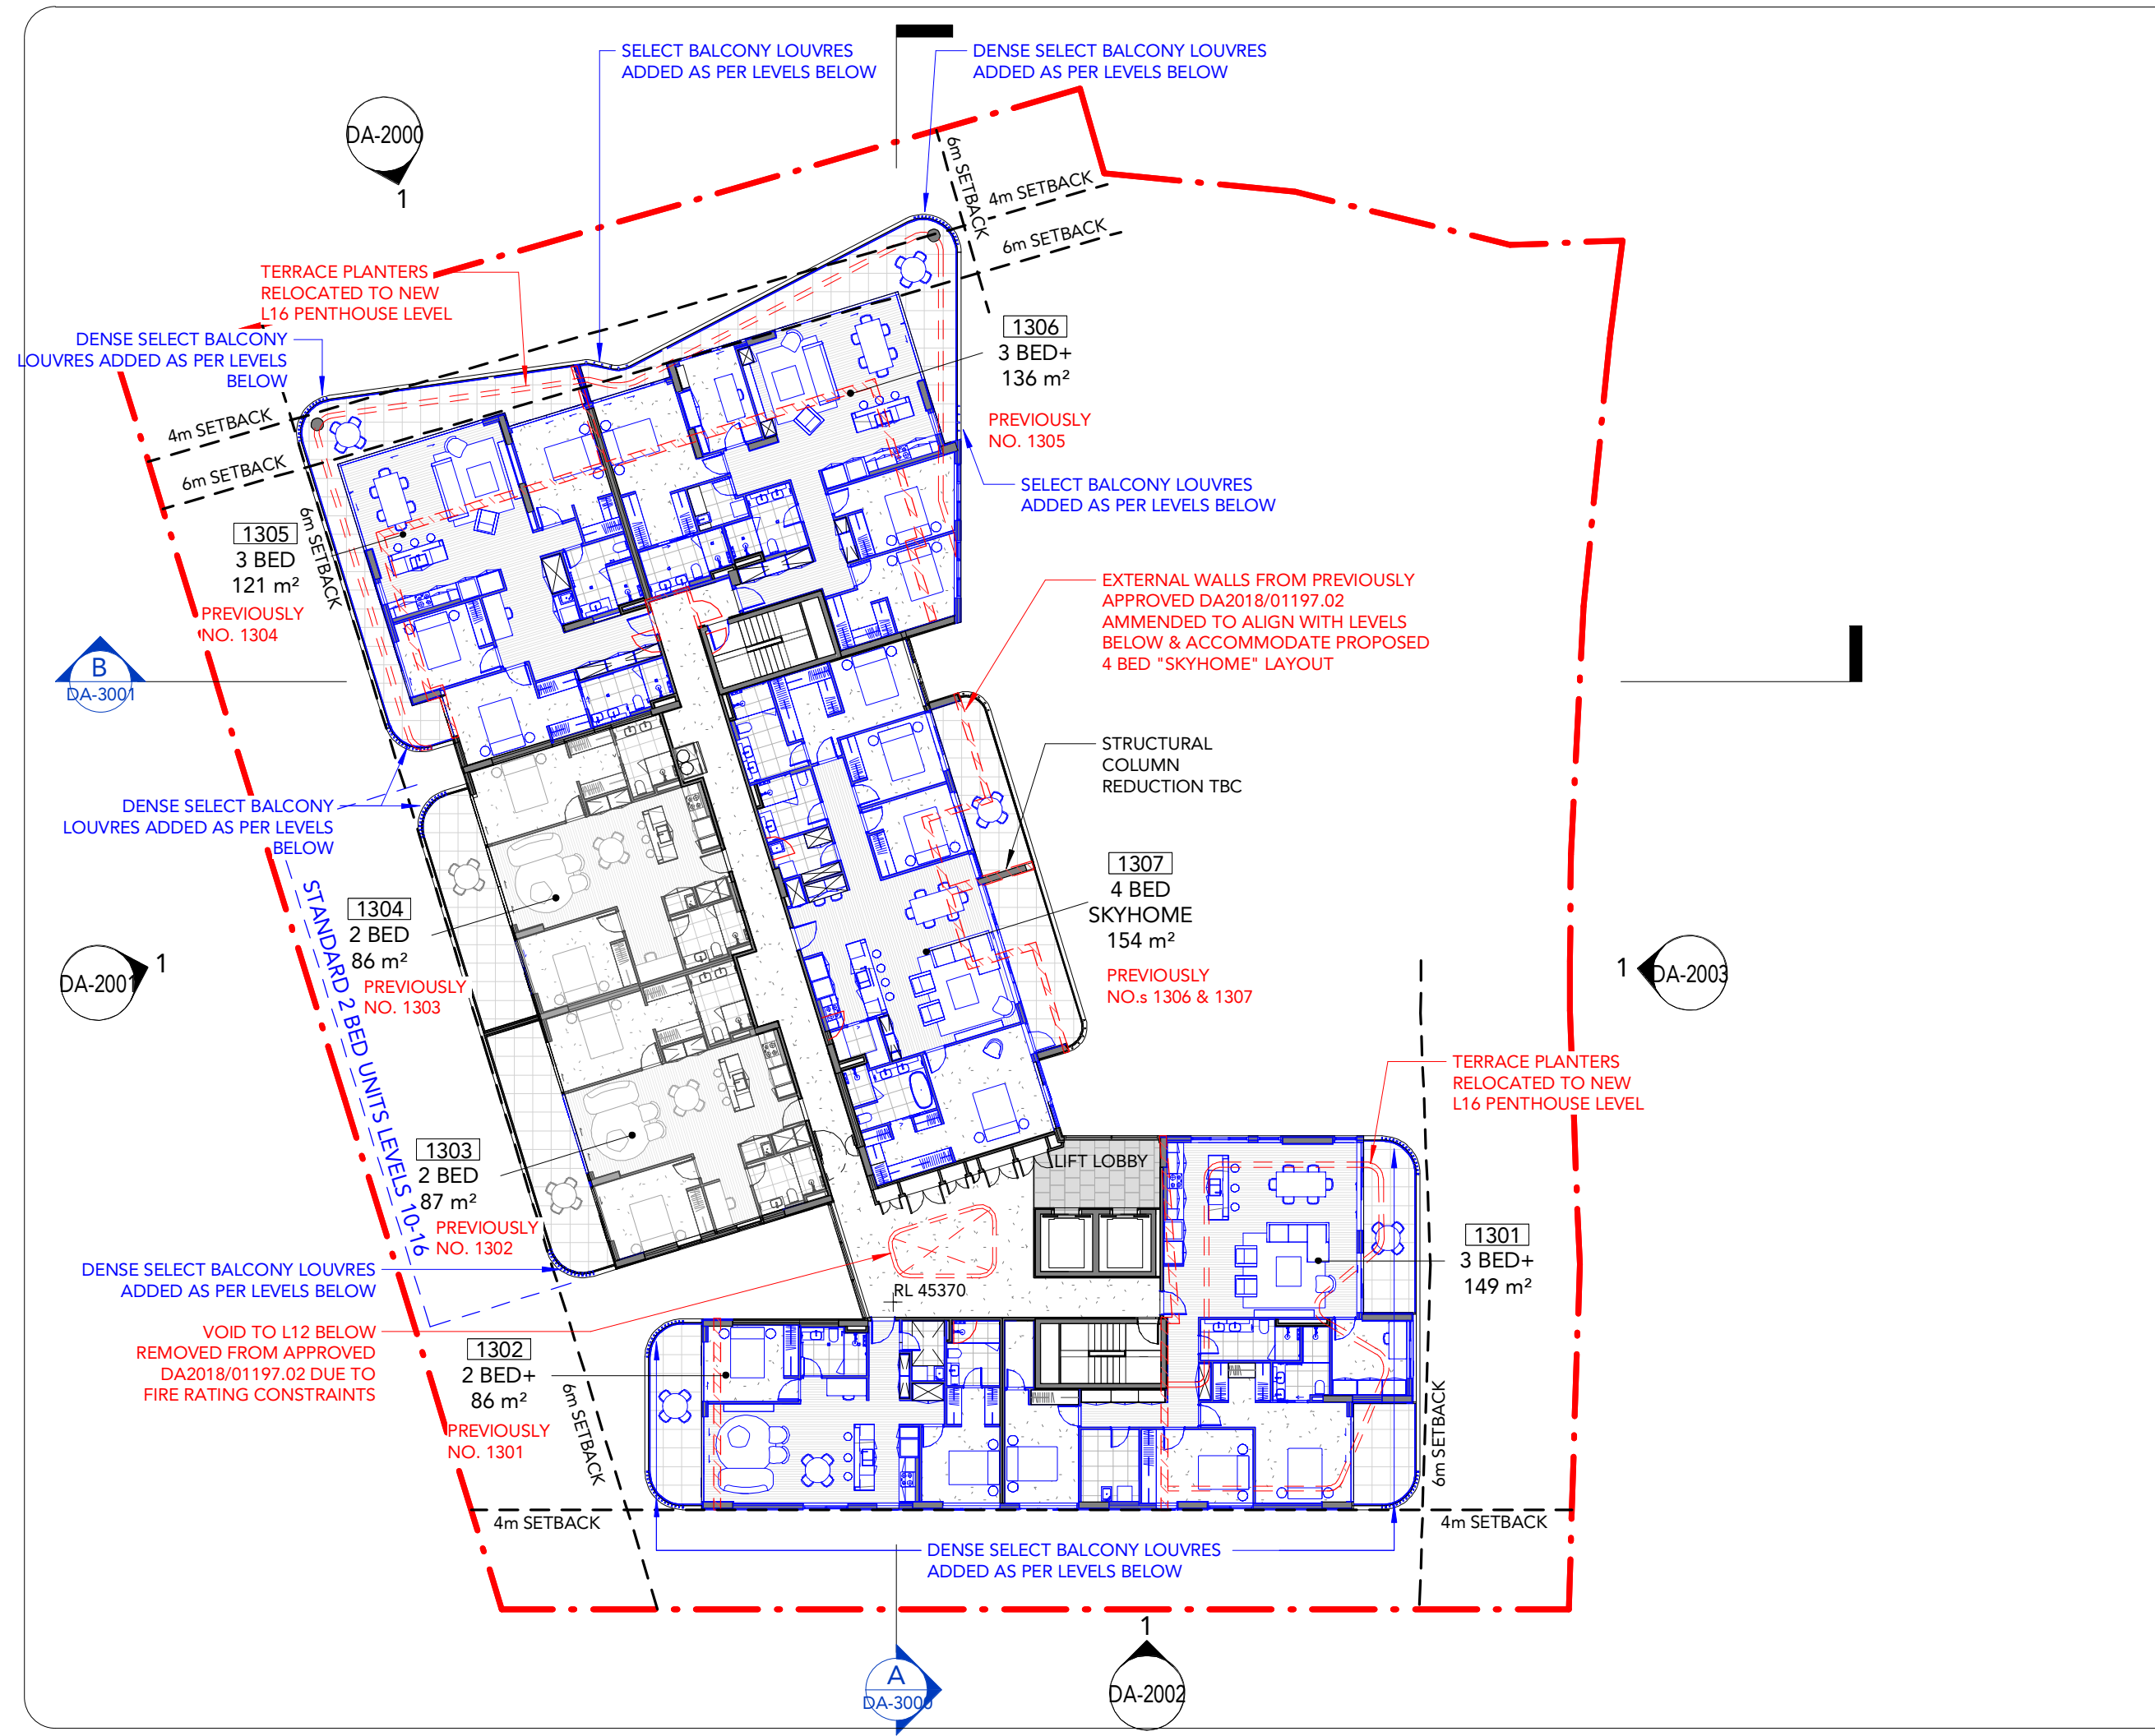 SELECT BALCONY LOUVRES
ADDED AS PER LEVELS BELOW
DENSE SELECT BALCONY LOUVRES
ADDED AS PER LEVELS BELOW
DA-2000
1
6m SETBACK
4m SETBACK
6m SETBACK
TERRACE PLANTERS
RELOCATED TO NEW
L16 PENTHOUSE LEVEL
DENSE SELECT BALCONY
LOUVRES ADDED AS PER LEVELS
BELOW
1306
3 BED+
136 m²
PREVIOUSLY
NO. 1305
4m SETBACK
6m SETBACK
6m SETBACK
SELECT BALCONY LOUVRES
ADDED AS PER LEVELS BELOW
1305
3 BED
121 m²
PREVIOUSLY
NO. 1304
EXTERNAL WALLS FROM PREVIOUSLY
APPROVED DA2018/01197.02
AMMENDED TO ALIGN WITH LEVELS
BELOW & ACCOMMODATE PROPOSED
4 BED "SKYHOME" LAYOUT
B
DA-3001
STRUCTURAL
COLUMN
REDUCTION TBC
DENSE SELECT BALCONY
LOUVRES ADDED AS PER LEVELS
BELOW
1307
4 BED
SKYHOME
154 m²
PREVIOUSLY
NO.s 1306 & 1307
STANDARD 2 BED UNITS LEVELS 10-16
1304
2 BED
86 m²
PREVIOUSLY
NO. 1303
DA-2001
1
1
DA-2003
TERRACE PLANTERS
RELOCATED TO NEW
L16 PENTHOUSE LEVEL
1303
2 BED
87 m²
PREVIOUSLY
NO. 1302
LIFT LOBBY
1301
3 BED+
149 m²
DENSE SELECT BALCONY LOUVRES
ADDED AS PER LEVELS BELOW
RL 45370
VOID TO L12 BELOW
REMOVED FROM APPROVED
DA2018/01197.02 DUE TO
FIRE RATING CONSTRAINTS
1302
2 BED+
86 m²
PREVIOUSLY
NO. 1301
6m SETBACK
6m SETBACK
4m SETBACK
4m SETBACK
DENSE SELECT BALCONY LOUVRES
ADDED AS PER LEVELS BELOW
A
DA-3000
1
DA-2002